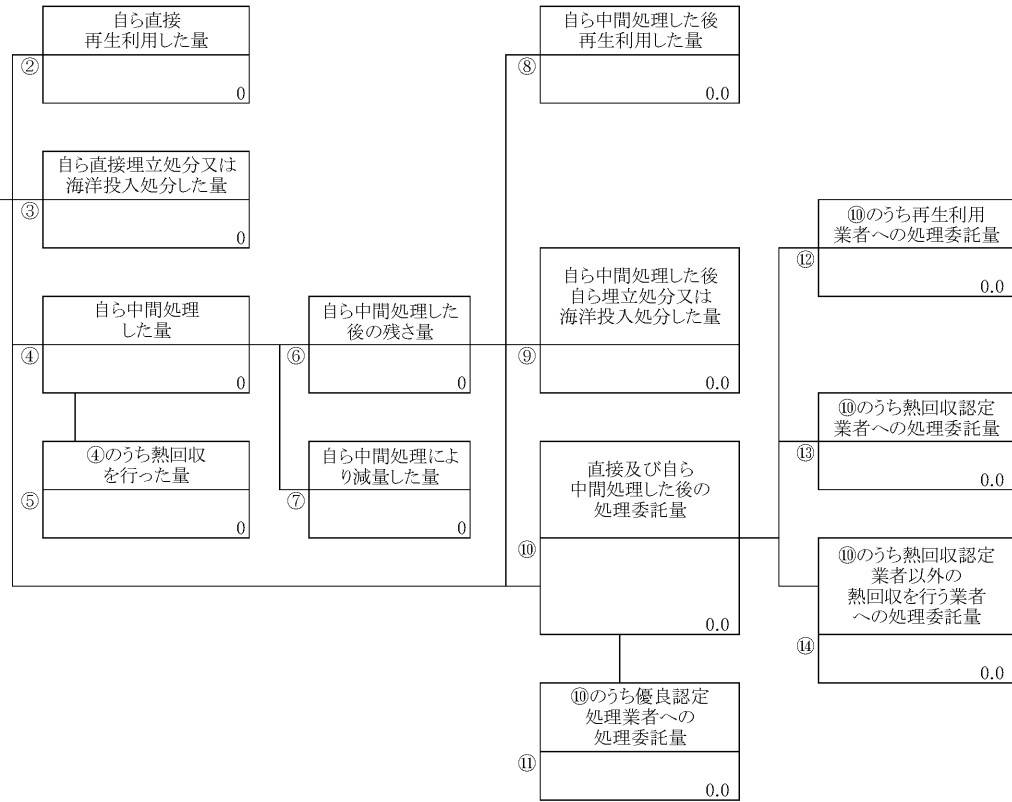 自ら直接
再生利用した量
②
0
自ら中間処理した後
再生利用した量
⑧
0.0
自ら直接埋立処分又は
海洋投入処分した量
③
0
⑩のうち再生利用
業者への処理委託量
⑫
0.0
自ら中間処理した後
自ら埋立処分又は
海洋投入処分した量
⑨
0.0
自ら中間処理
した量
④
0
自ら中間処理した
後の残さ量
⑥
0
⑩のうち熱回収認定
業者への処理委託量
⑬
0.0
④のうち熱回収
を行った量
⑤
0
自ら中間処理によ
り減量した量
⑦
0
直接及び自ら
中間処理した後の
処理委託量
⑩
0.0
⑩のうち熱回収認定
業者以外の
熱回収を行う業者
への処理委託量
⑭
0.0
⑩のうち優良認定
処理業者への
処理委託量
⑪
0.0